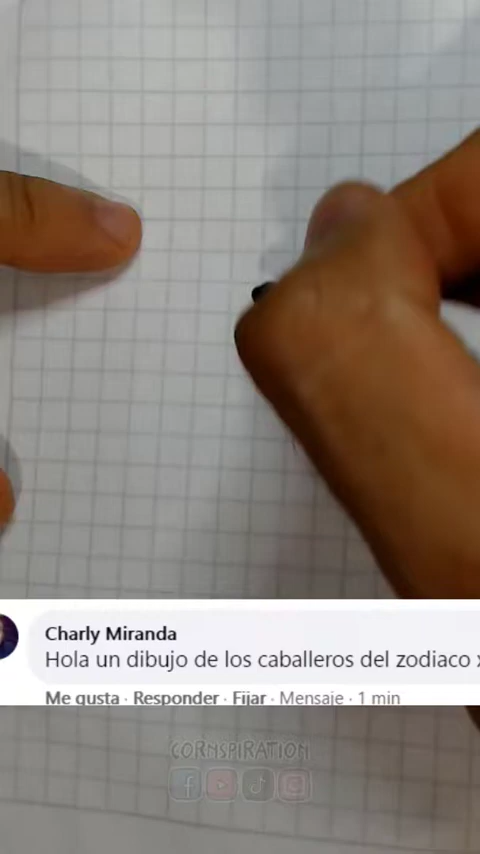 Charly Miranda
Hola un dibujo de los caballeros del zodiaco
Me gusta · Responder · Fijar · Mensaje · 1 min
CORNSPIRATION